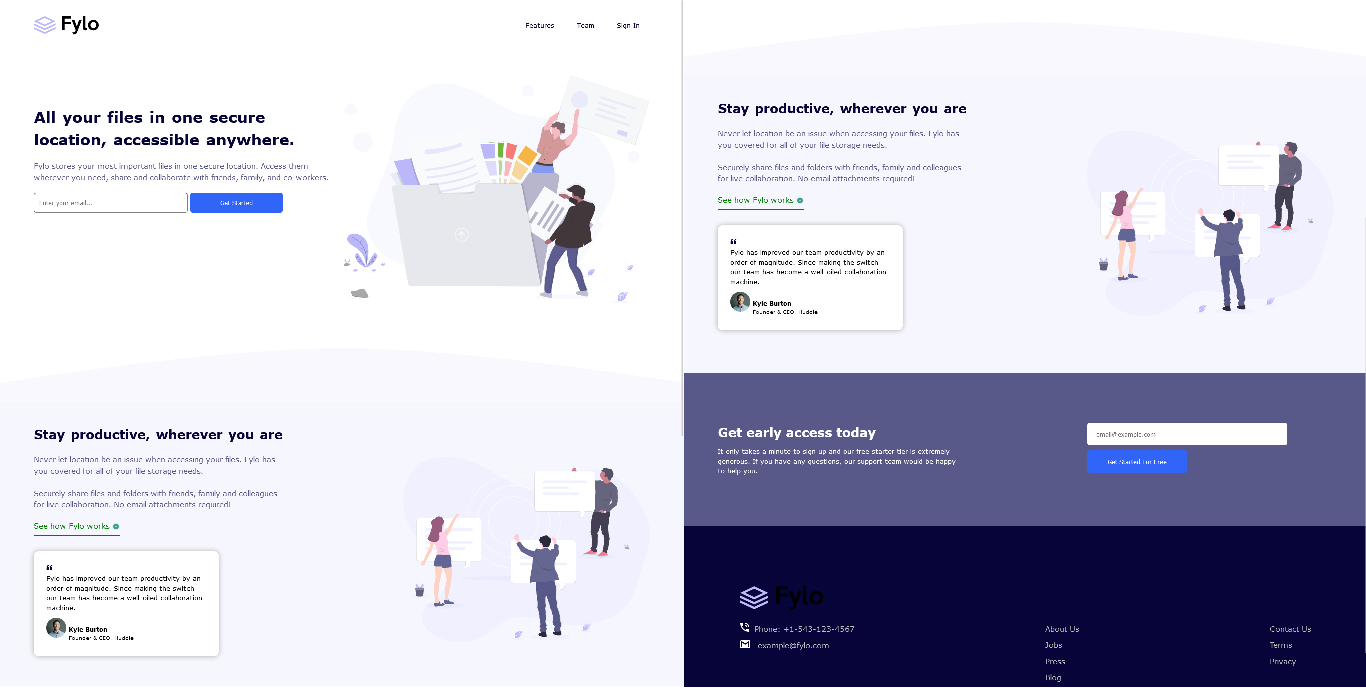 Fylo
Features
Team
Sign In
All your files in one secure
location, accessible anywhere.
Fylo stores your most important files in one secure location. Access them
wherever you need, share and collaborate with friends, family, and co-workers.
Enter your email...
Get Started
Stay productive, wherever you are
Never let location be an issue when accessing your files. Fylo has
you covered for all of your file storage needs.
Securely share files and folders with friends, family and colleagues
for live collaboration. No email attachments required!
See how Fylo works
“
Fylo has improved our team productivity by an
order of magnitude. Since making the switch
our team has become a well-oiled collaboration
machine.
Kyle Burton
Founder & CEO, Huddle
Stay productive, wherever you are
Never let location be an issue when accessing your files. Fylo has
you covered for all of your file storage needs.
Securely share files and folders with friends, family and colleagues
for live collaboration. No email attachments required!
See how Fylo works
“
Fylo has improved our team productivity by an
order of magnitude. Since making the switch
our team has become a well-oiled collaboration
machine.
Kyle Burton
Founder & CEO, Huddle
Get early access today
It only takes a minute to sign up and our free starter tier is extremely
generous. If you have any questions, our support team would be happy
to help you.
email@example.com
Get Started For Free
Fylo
Phone: +1-543-123-4567
example@fylo.com
About Us
Jobs
Press
Blog
Contact Us
Terms
Privacy